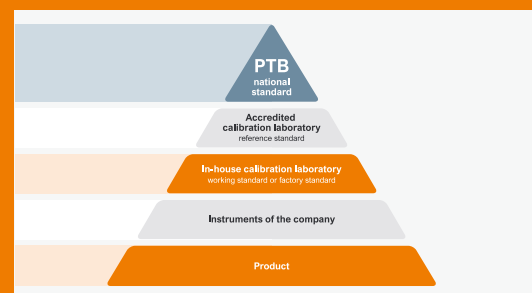 PTB
national
standard
Accredited
calibration laboratory
reference standard
In-house calibration laboratory
working standard or factory standard
Instruments of the company
Product